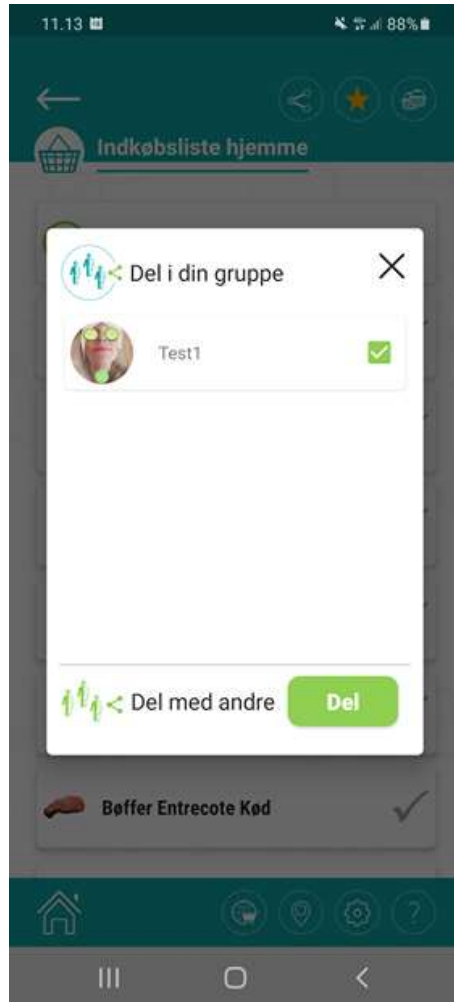 11.13
88%
Indkøbsliste hjemme
Del i din gruppe
Test1
Del med andre
Del
Bøffer Entrecote Kød
?